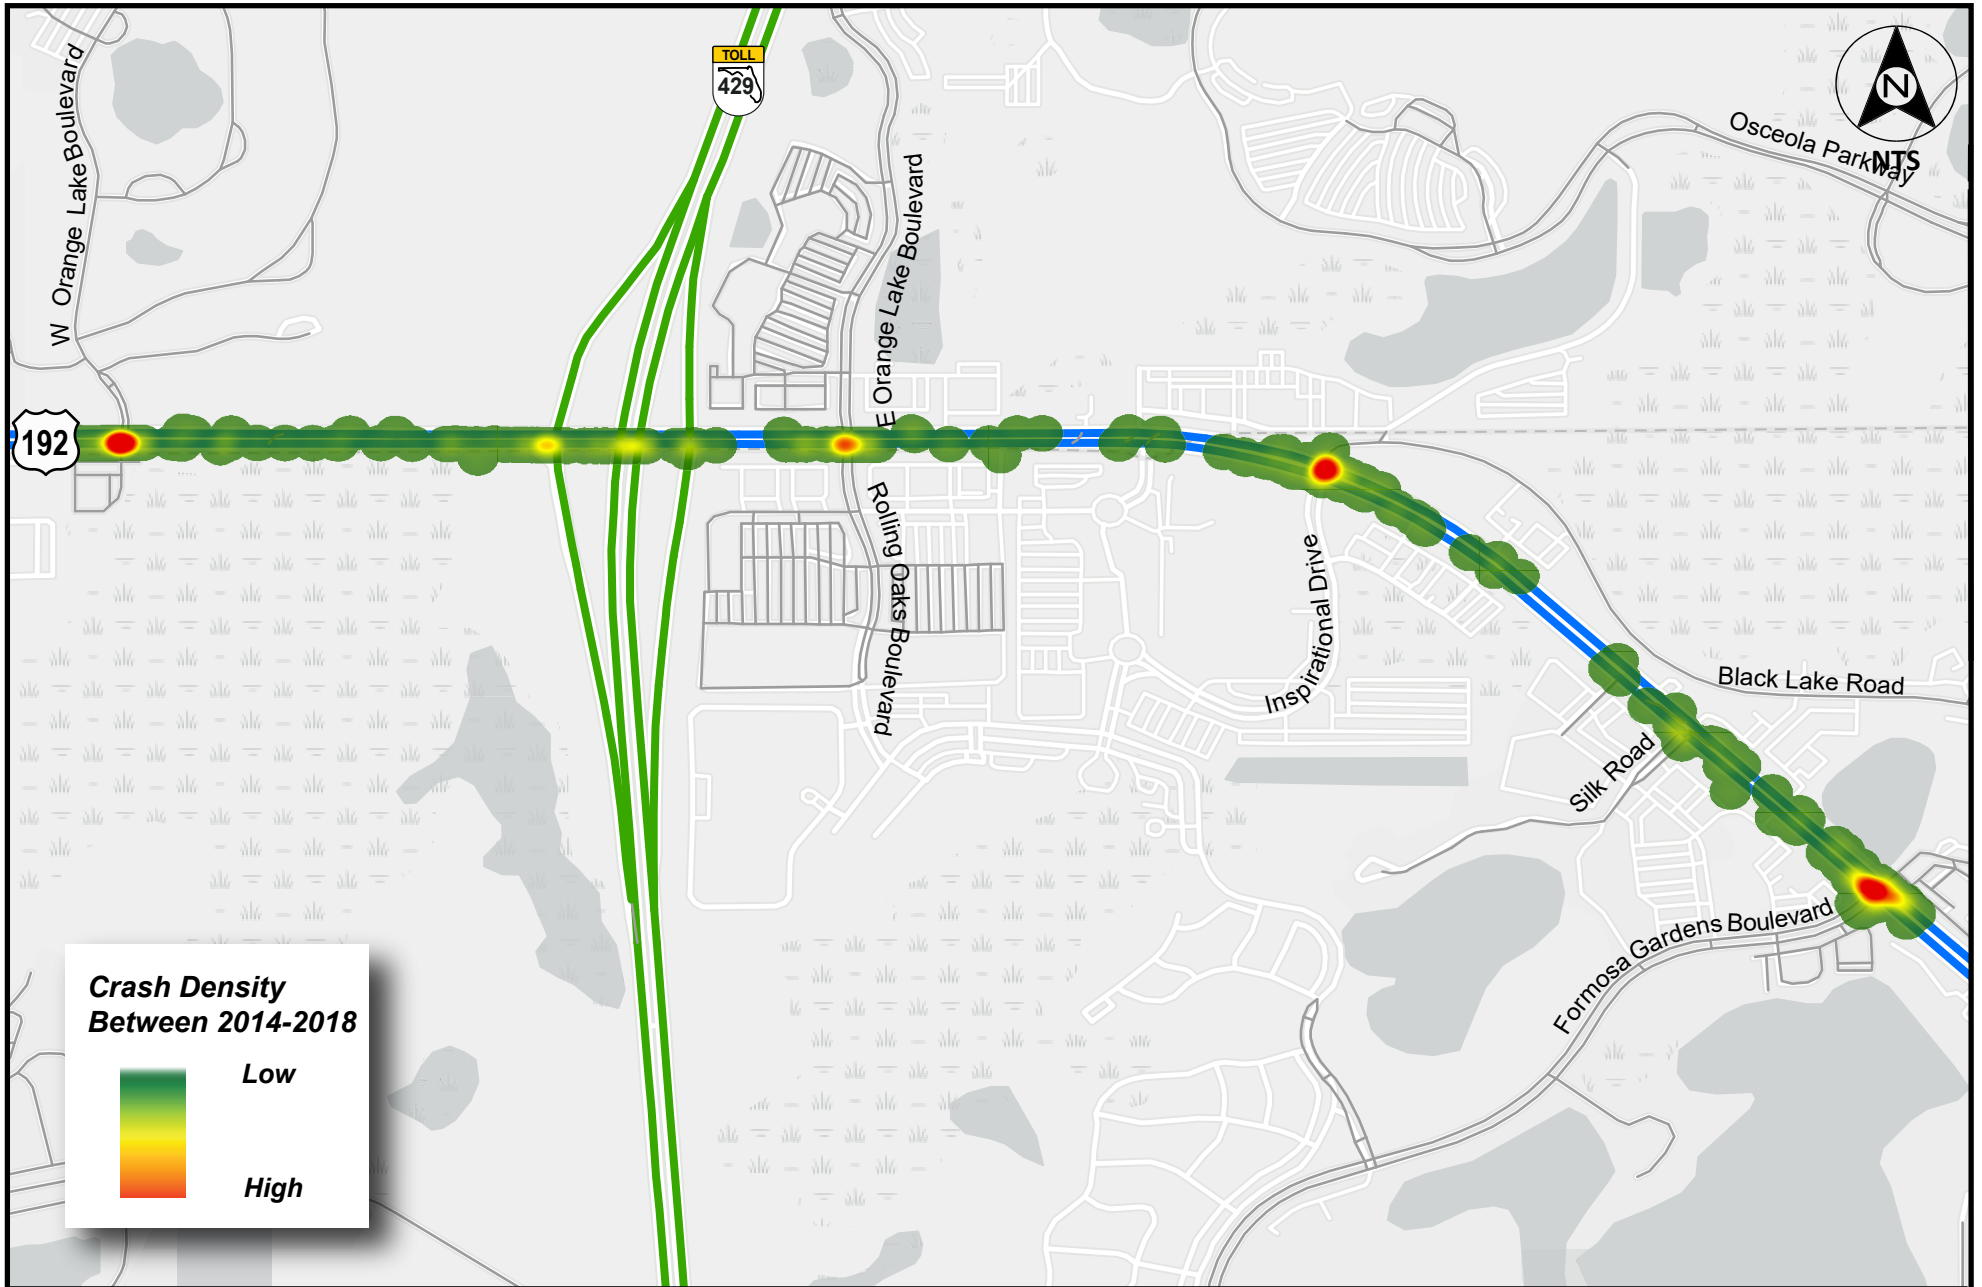 W Orange Lake Boulevard
TOLL
429
E Orange Lake Boulevard
Osceola Parkway
N
NTS
192
Rolling Oaks Boulevard
Inspirational Drive
Black Lake Road
Silk Road
Formosa Gardens Boulevard
Crash Density
Between 2014-2018
Low
High